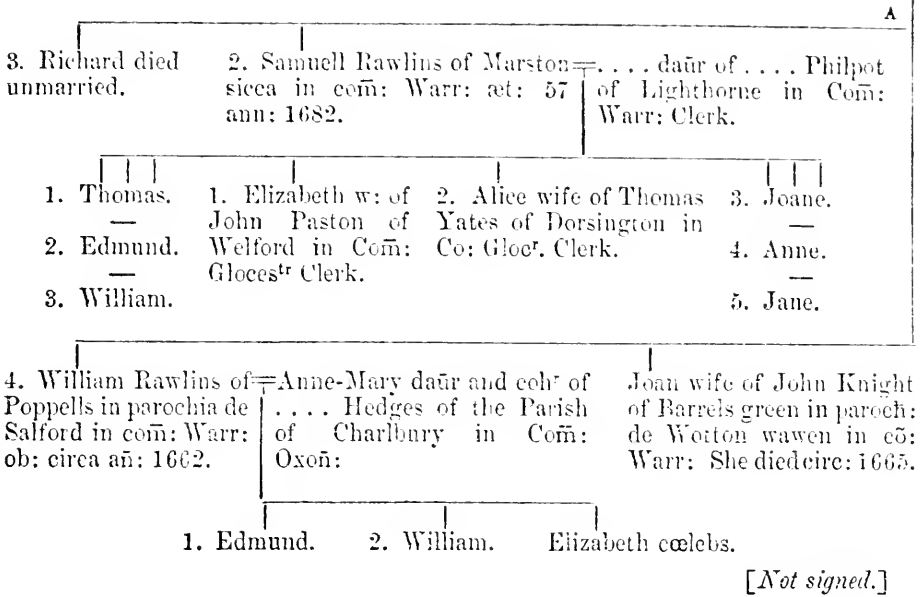 A
3. Richard died
unmarried.
2. Samuell Rawlins of Marston
sicca in com̄: Warr: æt: 57
ann: 1682.
. . . . daūr of . . . . Philpot
of Lighthorne in Com̄:
Warr: Clerk.
1. Thomas.
—
2. Edmund.
—
3. William.
1. Elizabeth w: of
John Paston of
Welford in Com̄:
Glocesᵗʳ Clerk.
2. Alice wife of Thomas
Yates of Dorsington in
Co: Glocʳ. Clerk.
3. Joane.
—
4. Anne.
—
5. Jane.
4. William Rawlins of
Poppells in parochia de
Salford in com̄: Warr:
ob: circa an̄: 1662.
Anne-Mary daūr and cohʳ of
. . . . Hedges of the Parish
of Charlbury in Com̄:
Oxon̄:
Joan wife of John Knight
of Barrels green in paroch̄:
de Wotton wawen in cō:
Warr: She died circ: 1665.
1. Edmund.
2. William.
Elizabeth cœlebs.
[Not signed.]